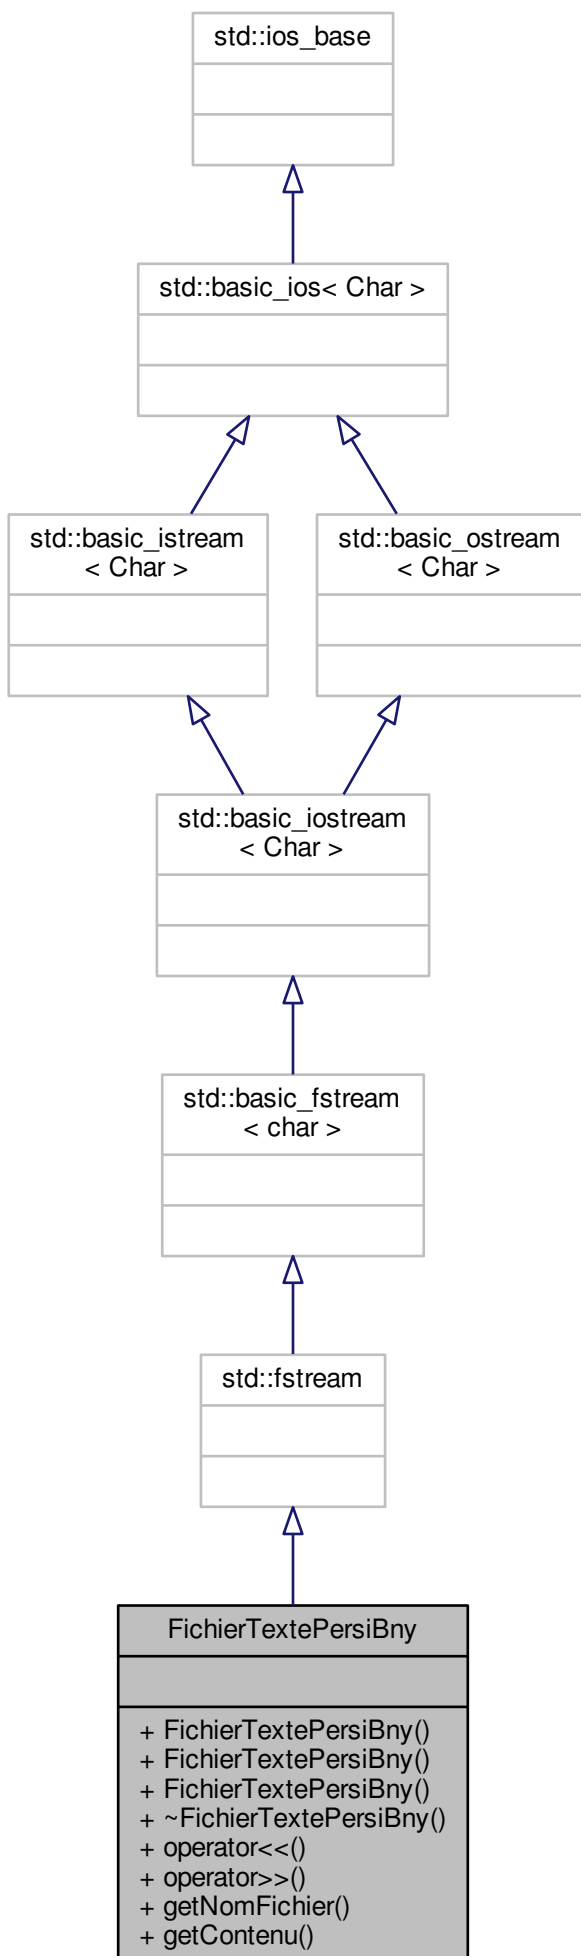 std::ios_base
std::basic_ios< Char >
std::basic_istream
< Char >
std::basic_ostream
< Char >
std::basic_iostream
< Char >
std::basic_fstream
< char >
std::fstream
FichierTextePersiBny
+ FichierTextePersiBny()
+ FichierTextePersiBny()
+ FichierTextePersiBny()
+ ~FichierTextePersiBny()
+ operator<<()
+ operator>>()
+ getNomFichier()
+ getContenu()